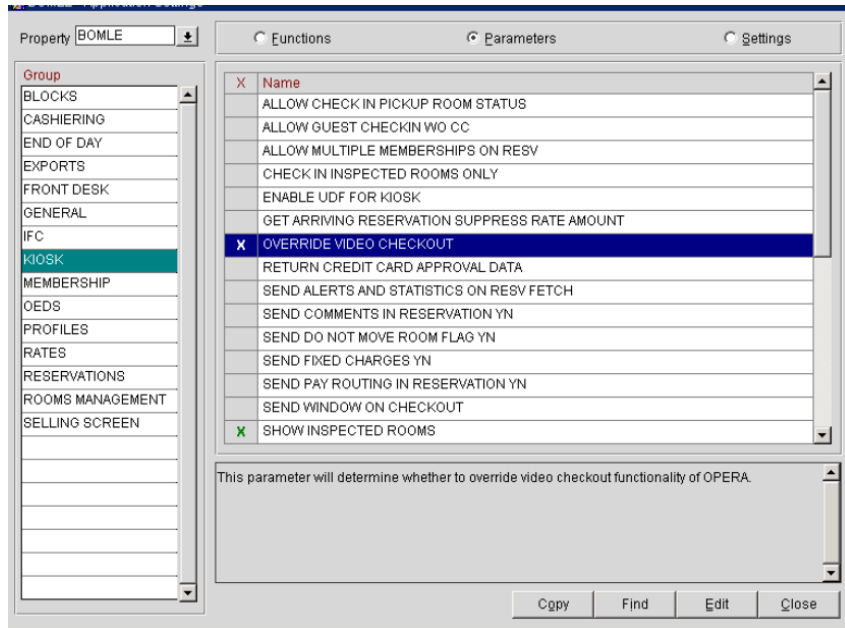 BOMLE - Application Settings
Property BOMLE
Functions Parameters Settings
Group
BLOCKS
CASHIERING
END OF DAY
EXPORTS
FRONT DESK
GENERAL
IFC
KIOSK
MEMBERSHIP
OEDS
PROFILES
RATES
RESERVATIONS
ROOMS MANAGEMENT
SELLING SCREEN
X Name
ALLOW CHECK IN PICKUP ROOM STATUS
ALLOW GUEST CHECKIN WO CC
ALLOW MULTIPLE MEMBERSHIPS ON RESV
CHECK IN INSPECTED ROOMS ONLY
ENABLE UDF FOR KIOSK
GET ARRIVING RESERVATION SUPPRESS RATE AMOUNT
X OVERRIDE VIDEO CHECKOUT
RETURN CREDIT CARD APPROVAL DATA
SEND ALERTS AND STATISTICS ON RESV FETCH
SEND COMMENTS IN RESERVATION YN
SEND DO NOT MOVE ROOM FLAG YN
SEND FIXED CHARGES YN
SEND PAY ROUTING IN RESERVATION YN
SEND WINDOW ON CHECKOUT
X SHOW INSPECTED ROOMS
This parameter will determine whether to override video checkout functionality of OPERA.
Copy Find Edit Close